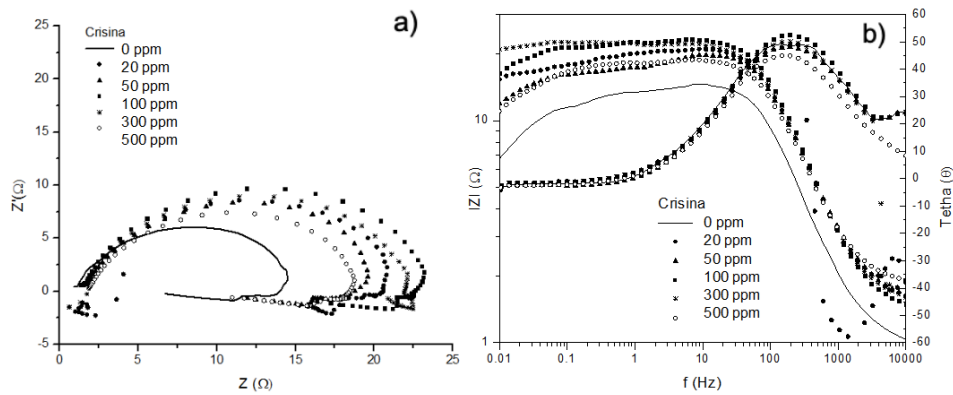 a)
Crisina
0 ppm
20 ppm
50 ppm
100 ppm
300 ppm
500 ppm
25
20
15
10
5
0
-5
Z'(Ω)
0 5 10 15 20 25
Z (Ω)
b)
10
1
|Z| (Ω)
Crisina
0 ppm
20 ppm
50 ppm
100 ppm
300 ppm
500 ppm
60
50
40
30
20
10
0
-10
-20
-30
-40
-50
-60
Tetha (θ)
0.01 0.1 1 10 100 1000 10000
f (Hz)